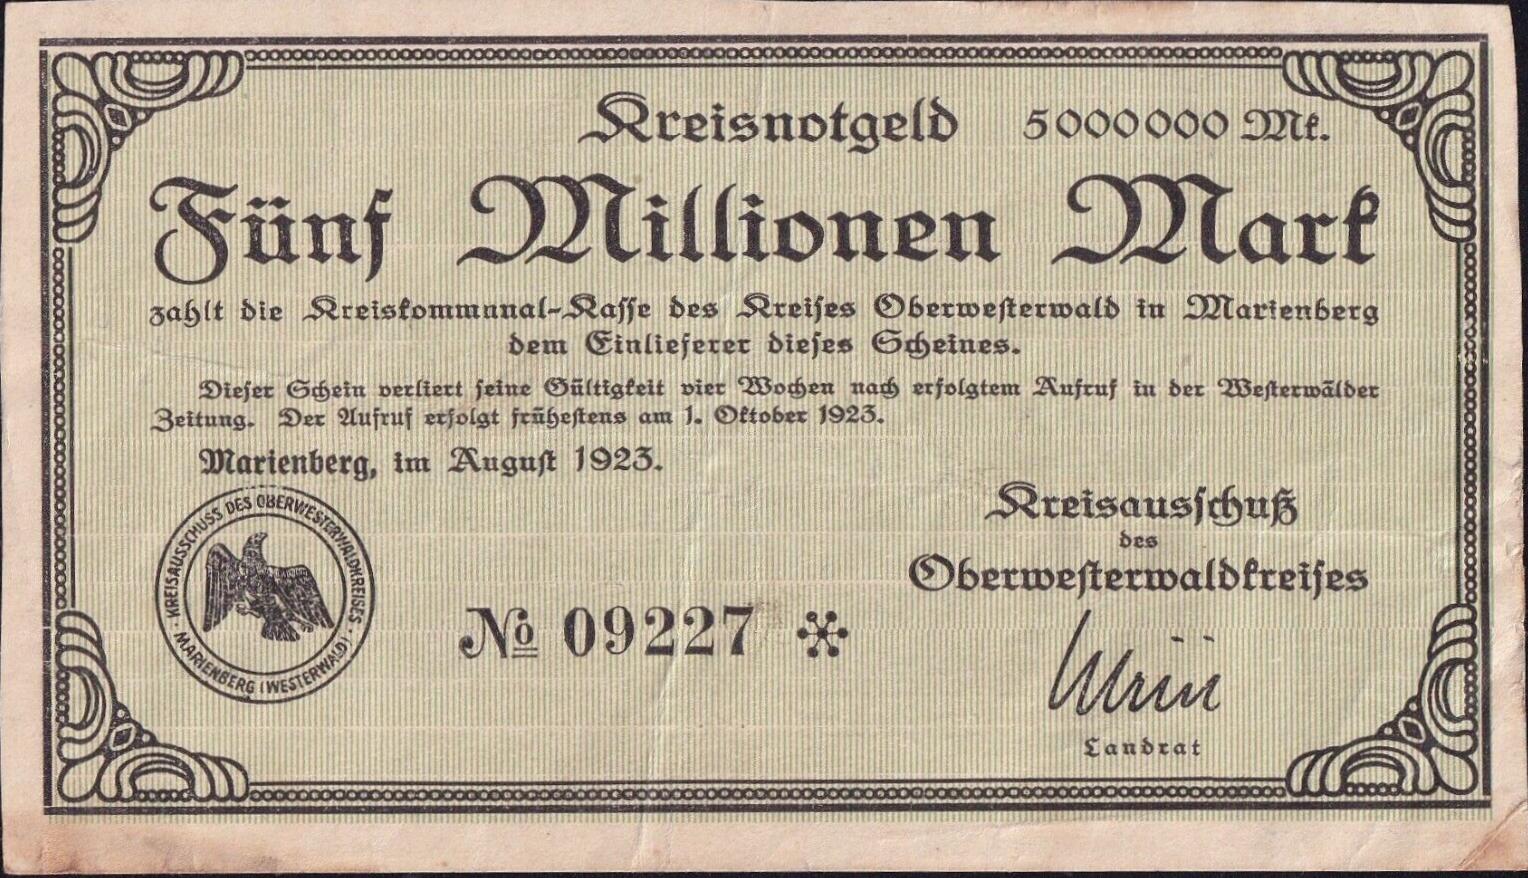 Kreisnotgeld 5000000 Mk.
Fünf Millionen Mark
zahlt die Kreiskommunal-Kasse des Kreises Oberwesterwald in Marienberg
dem Einlieferer dieses Scheines.
Dieser Schein verliert seine Gültigkeit vier Wochen nach erfolgtem Aufruf in der Westerwälder
Zeitung. Der Aufruf erfolgt frühestens am 1. Oktober 1923.
Marienberg, im August 1923.
Kreisausschuß
des
Oberwesterwaldkreises
· KREISAUSSCHUSS DES OBERWESTERWALDKREISES ·
MARIENBERG (WESTERWALD)
№ 09227
Landrat